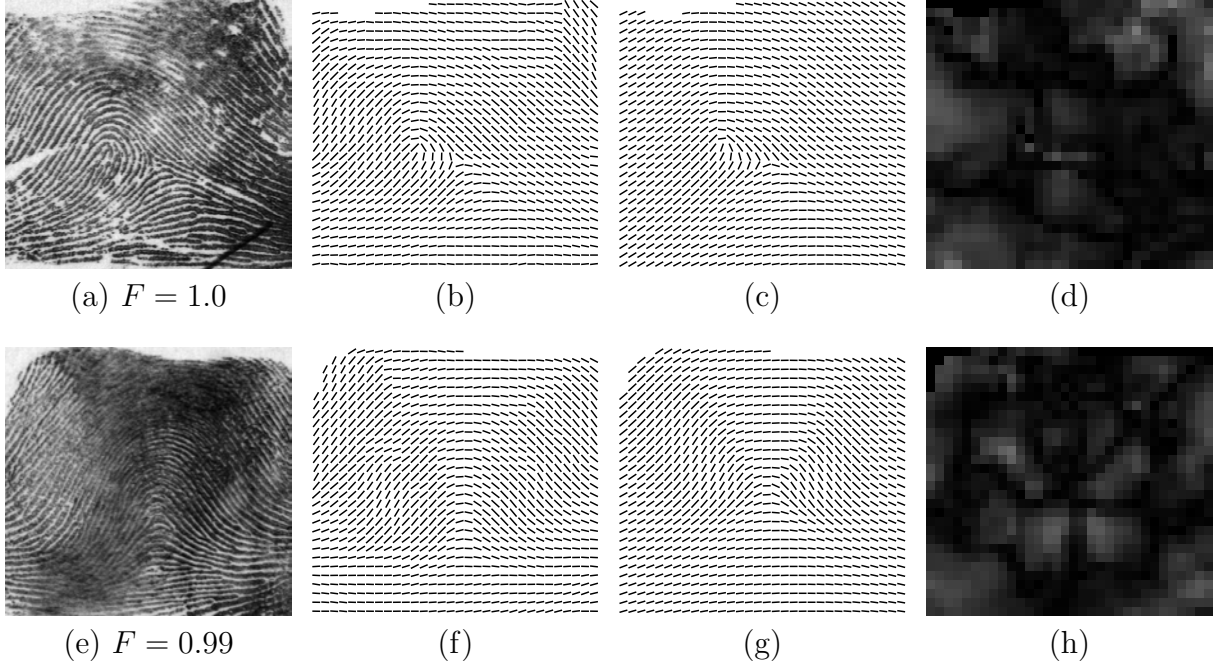 (a) F = 1.0
(b)
(c)
(d)
(e) F = 0.99
(f)
(g)
(h)